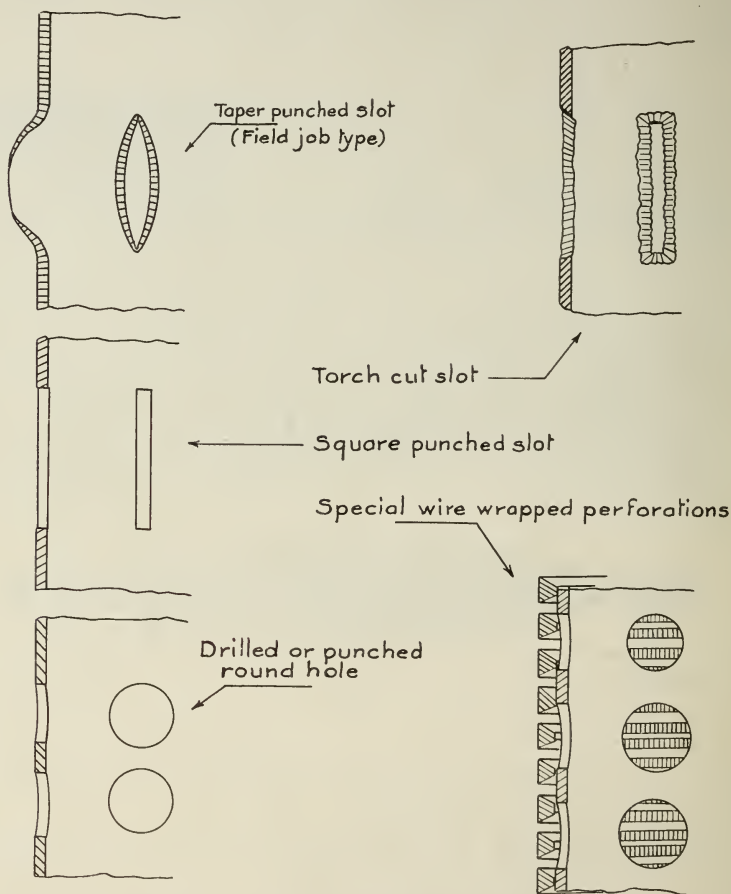 Taper punched slot
(Field job type)
Torch cut slot
Square punched slot
Special wire wrapped perforations
Drilled or punched
round hole